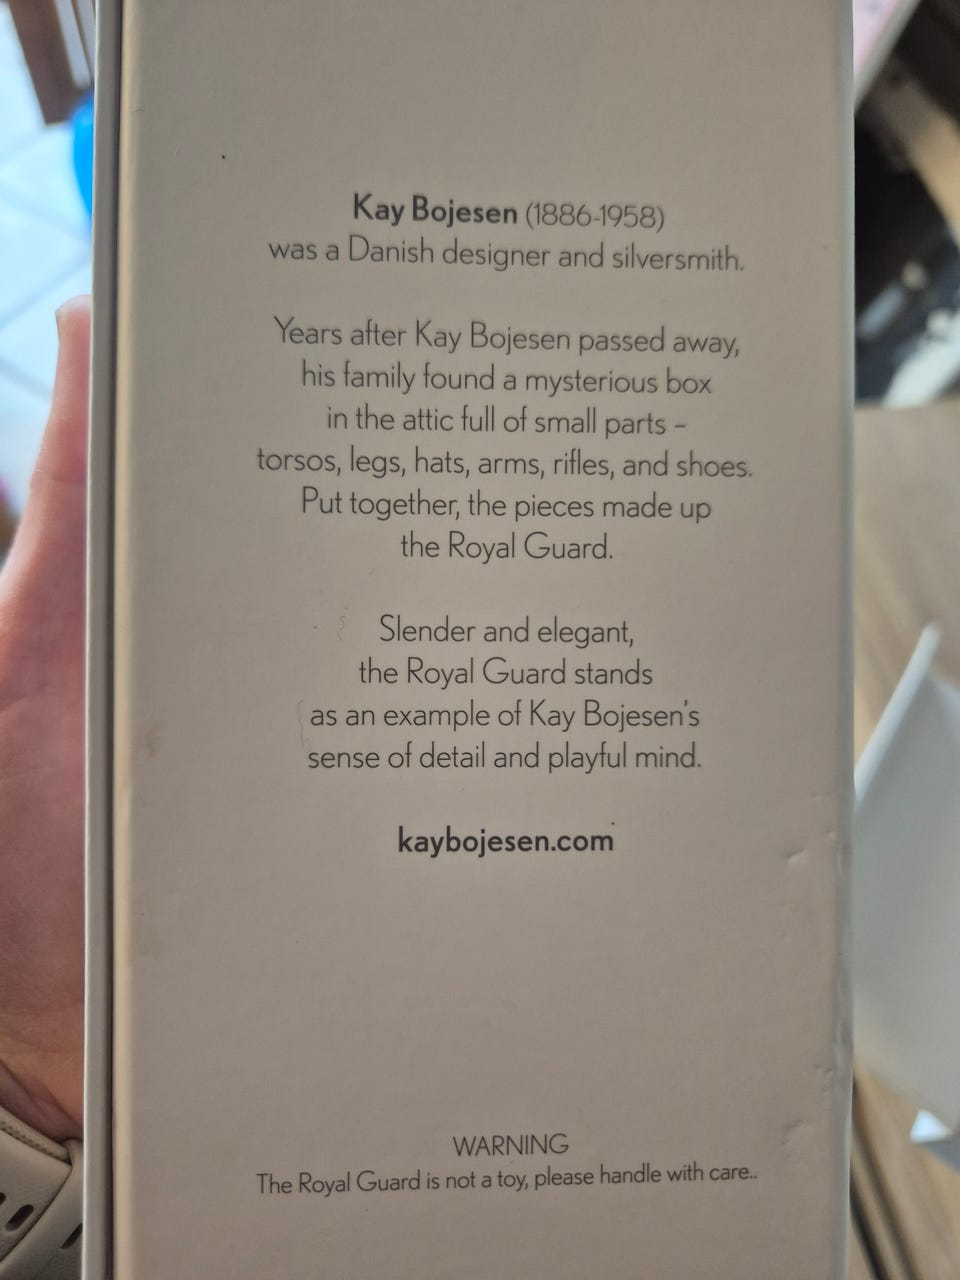 Kay Bojesen (1886-1958)
was a Danish designer and silversmith.
Years after Kay Bojesen passed away,
his family found a mysterious box
in the attic full of small parts –
torsos, legs, hats, arms, rifles, and shoes.
Put together, the pieces made up
the Royal Guard.
Slender and elegant,
the Royal Guard stands
as an example of Kay Bojesen's
sense of detail and playful mind.
kaybojesen.com
WARNING
The Royal Guard is not a toy, please handle with care..